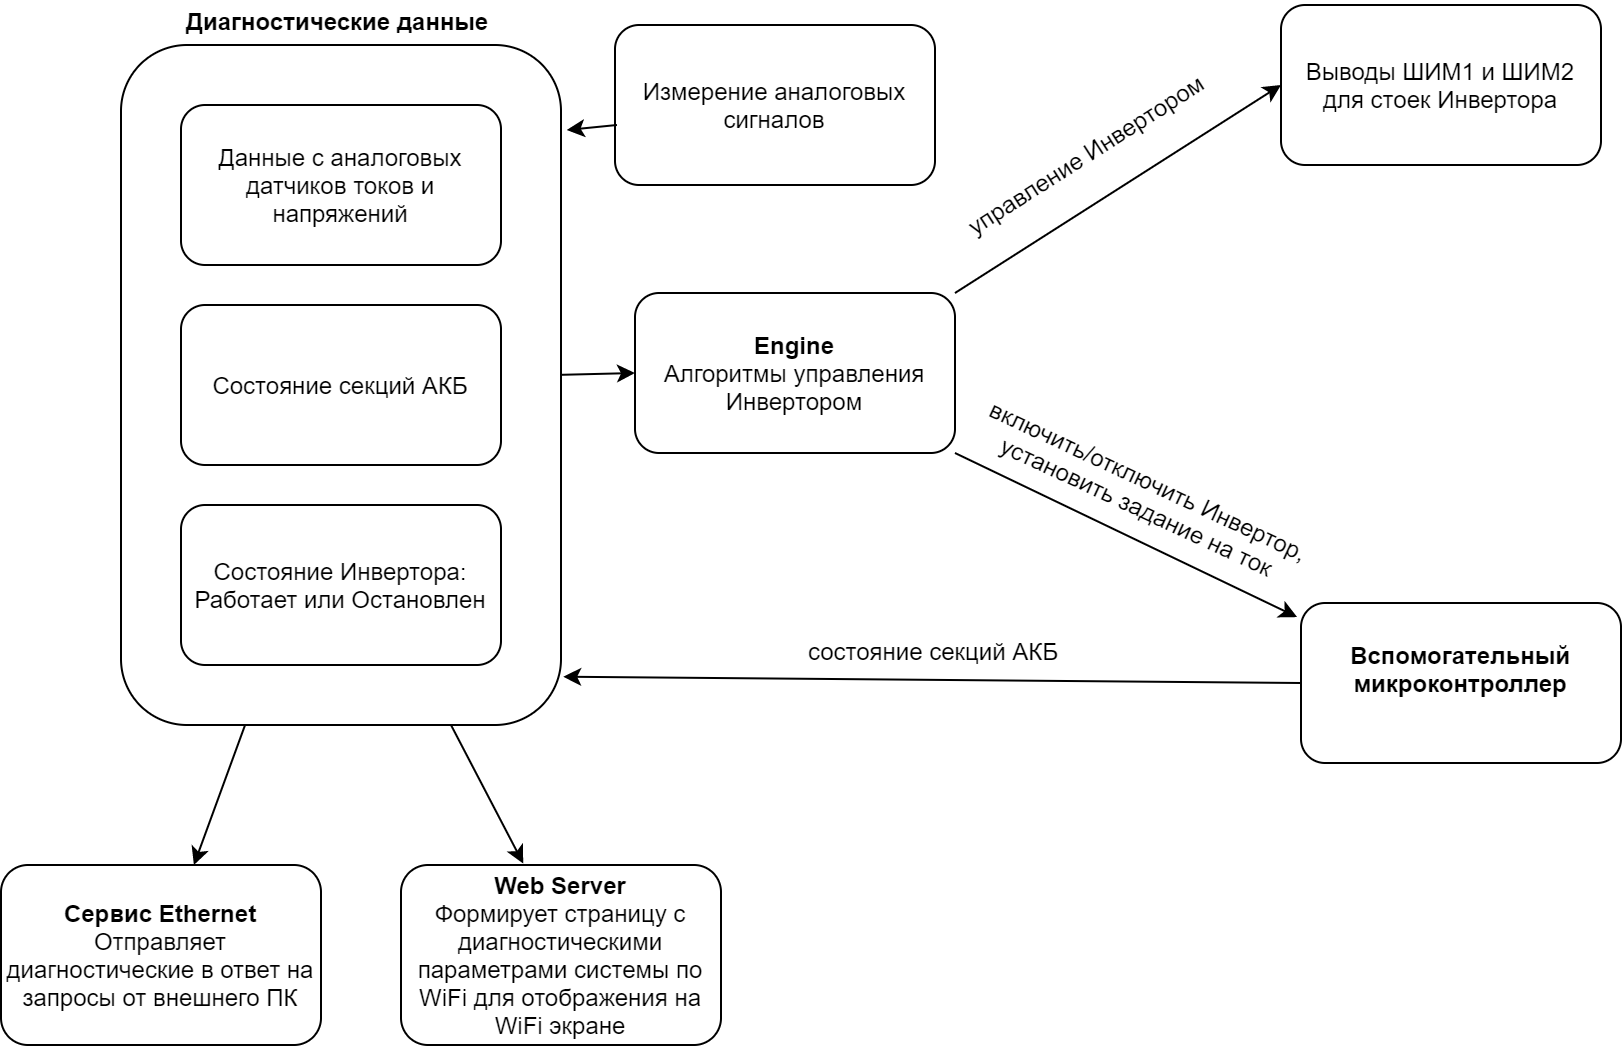 Диагностические данные
Данные с аналоговых
датчиков токов и
напряжений
Состояние секций АКБ
Состояние Инвертора:
Работает или Остановлен
Измерение аналоговых
сигналов
Engine
Алгоритмы управления
Инвертором
управление Инвертором
Выводы ШИМ1 и ШИМ2
для стоек Инвертора
включить/отключить Инвертор,
установить задание на ток
состояние секций АКБ
Вспомогательный
микроконтроллер
Сервис Ethernet
Отправляет
диагностические в ответ на
запросы от внешнего ПК
Web Server
Формирует страницу с
диагностическими
параметрами системы по
WiFi для отображения на
WiFi экране